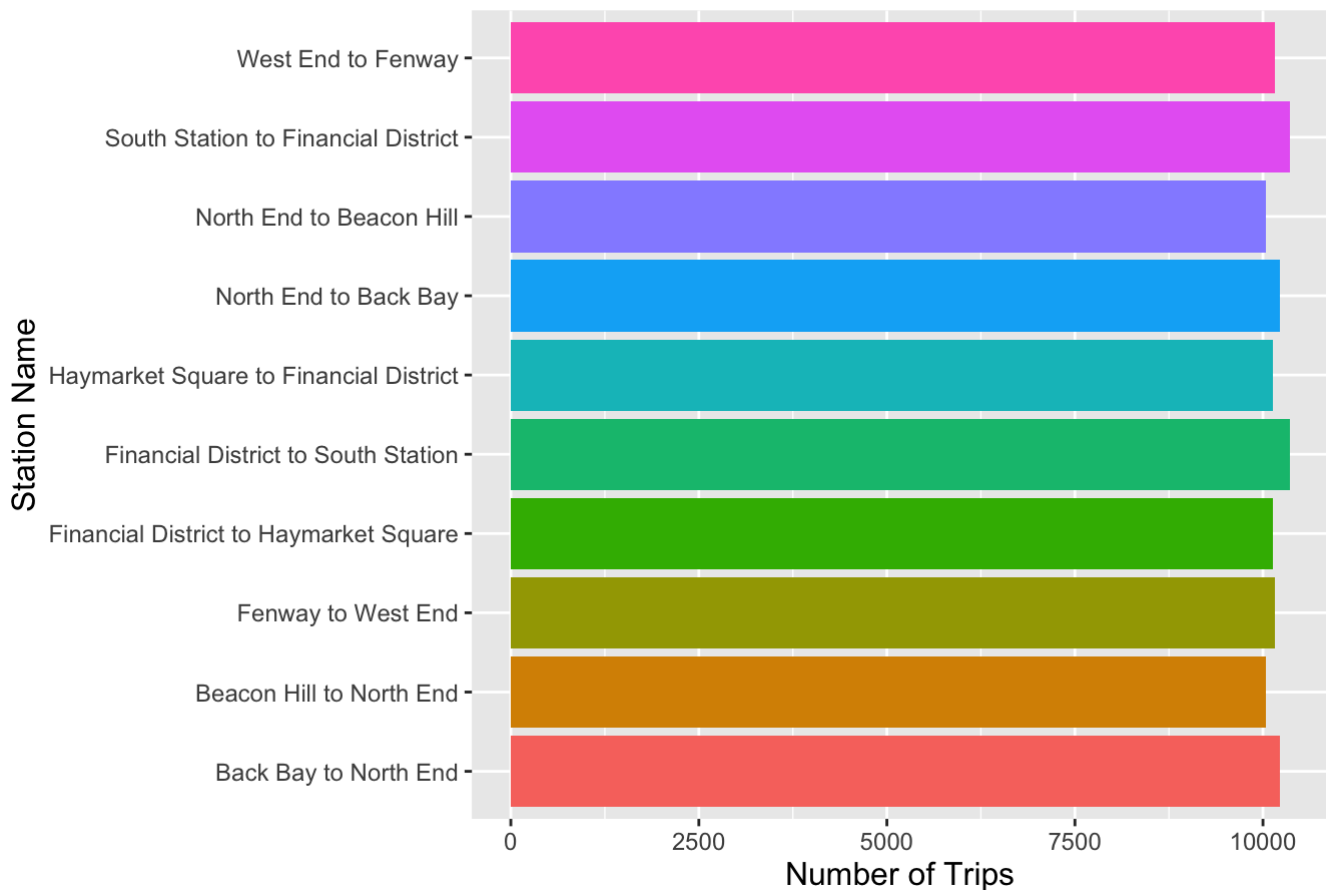 West End to Fenway
South Station to Financial District
North End to Beacon Hill
North End to Back Bay
Haymarket Square to Financial District
Financial District to South Station
Financial District to Haymarket Square
Fenway to West End
Beacon Hill to North End
Back Bay to North End
Station Name
0 2500 5000 7500 10000
Number of Trips